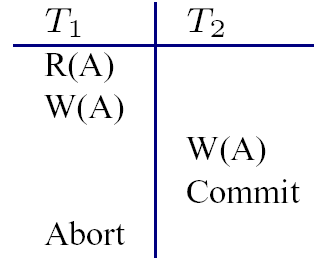 T₁ T₂
R(A)
W(A)
W(A)
Commit
Abort